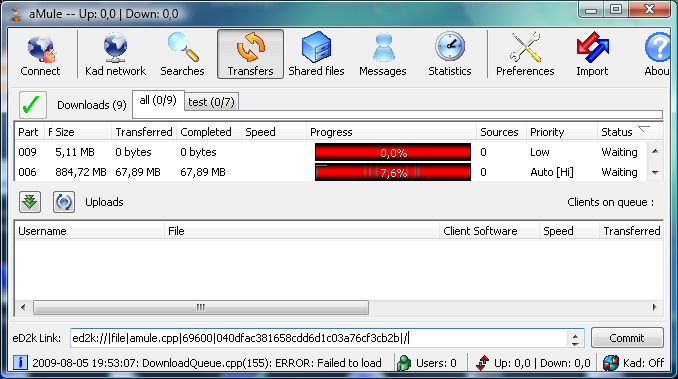 aMule -- Up: 0,0 | Down: 0,0
Connect Kad network Searches Transfers Shared files Messages Statistics Preferences Import Abou
Downloads (9) all (0/9) test (0/7)
Part F Size Transferred Completed Speed Progress Sources Priority Status
009 5,11 MB 0 bytes 0 bytes 0,0% 0 Low Waiting
006 884,72 MB 67,89 MB 67,89 MB 7,6% 0 Auto [Hi] Waiting
Uploads Clients on queue :
Username File Client Software Speed Transferred
eD2k Link: ed2k://|file|amule.cpp|69600|040dfac381658cdd6d1c03a76cf3cb2b|/ Commit
2009-08-05 19:53:07: DownloadQueue.cpp(155): ERROR: Failed to load Users: 0 Up: 0,0 | Down: 0,0 Kad: Off